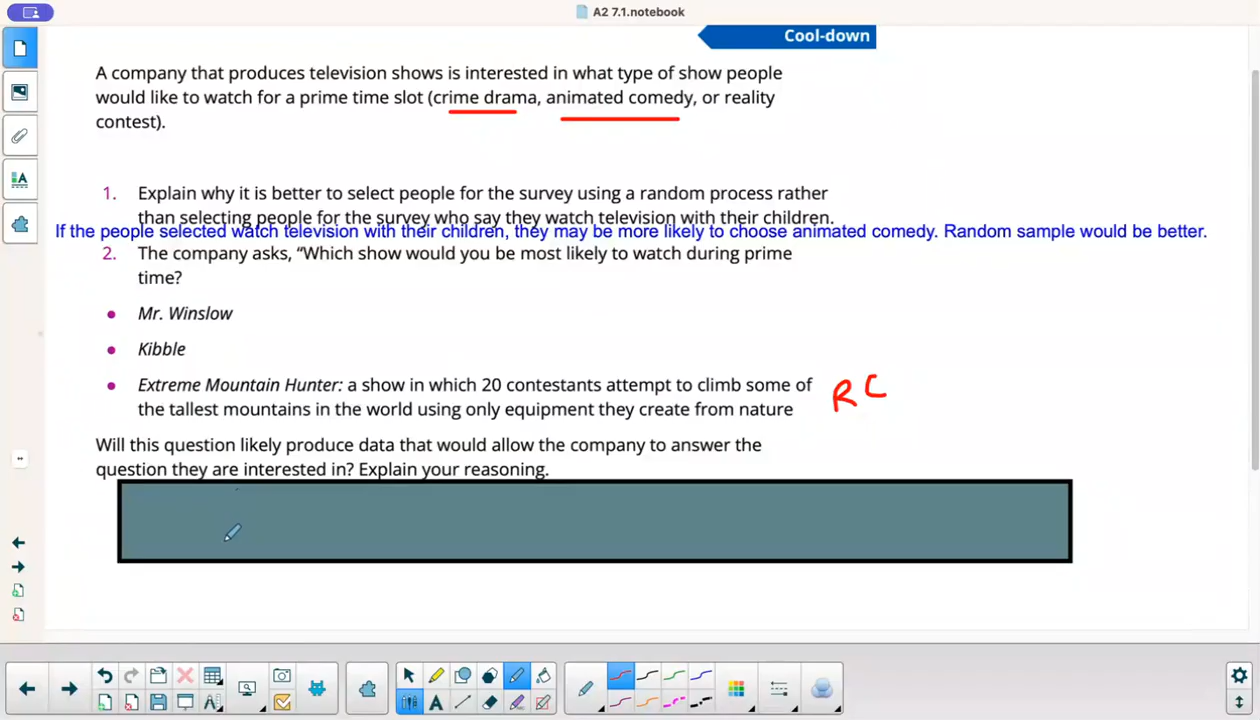 A2 7.1.notebook
Cool-down
A company that produces television shows is interested in what type of show people
would like to watch for a prime time slot (crime drama, animated comedy, or reality
contest).
1. Explain why it is better to select people for the survey using a random process rather
than selecting people for the survey who say they watch television with their children.
If the people selected watch television with their children, they may be more likely to choose animated comedy. Random sample would be better.
2. The company asks, “Which show would you be most likely to watch during prime
time?
• Mr. Winslow
• Kibble
• Extreme Mountain Hunter: a show in which 20 contestants attempt to climb some of
the tallest mountains in the world using only equipment they create from nature
RC
Will this question likely produce data that would allow the company to answer the
question they are interested in? Explain your reasoning.